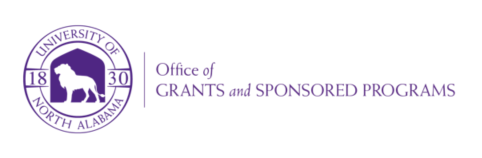 UNIVERSITY OF
18 30
NORTH ALABAMA
Office of
GRANTS and SPONSORED PROGRAMS